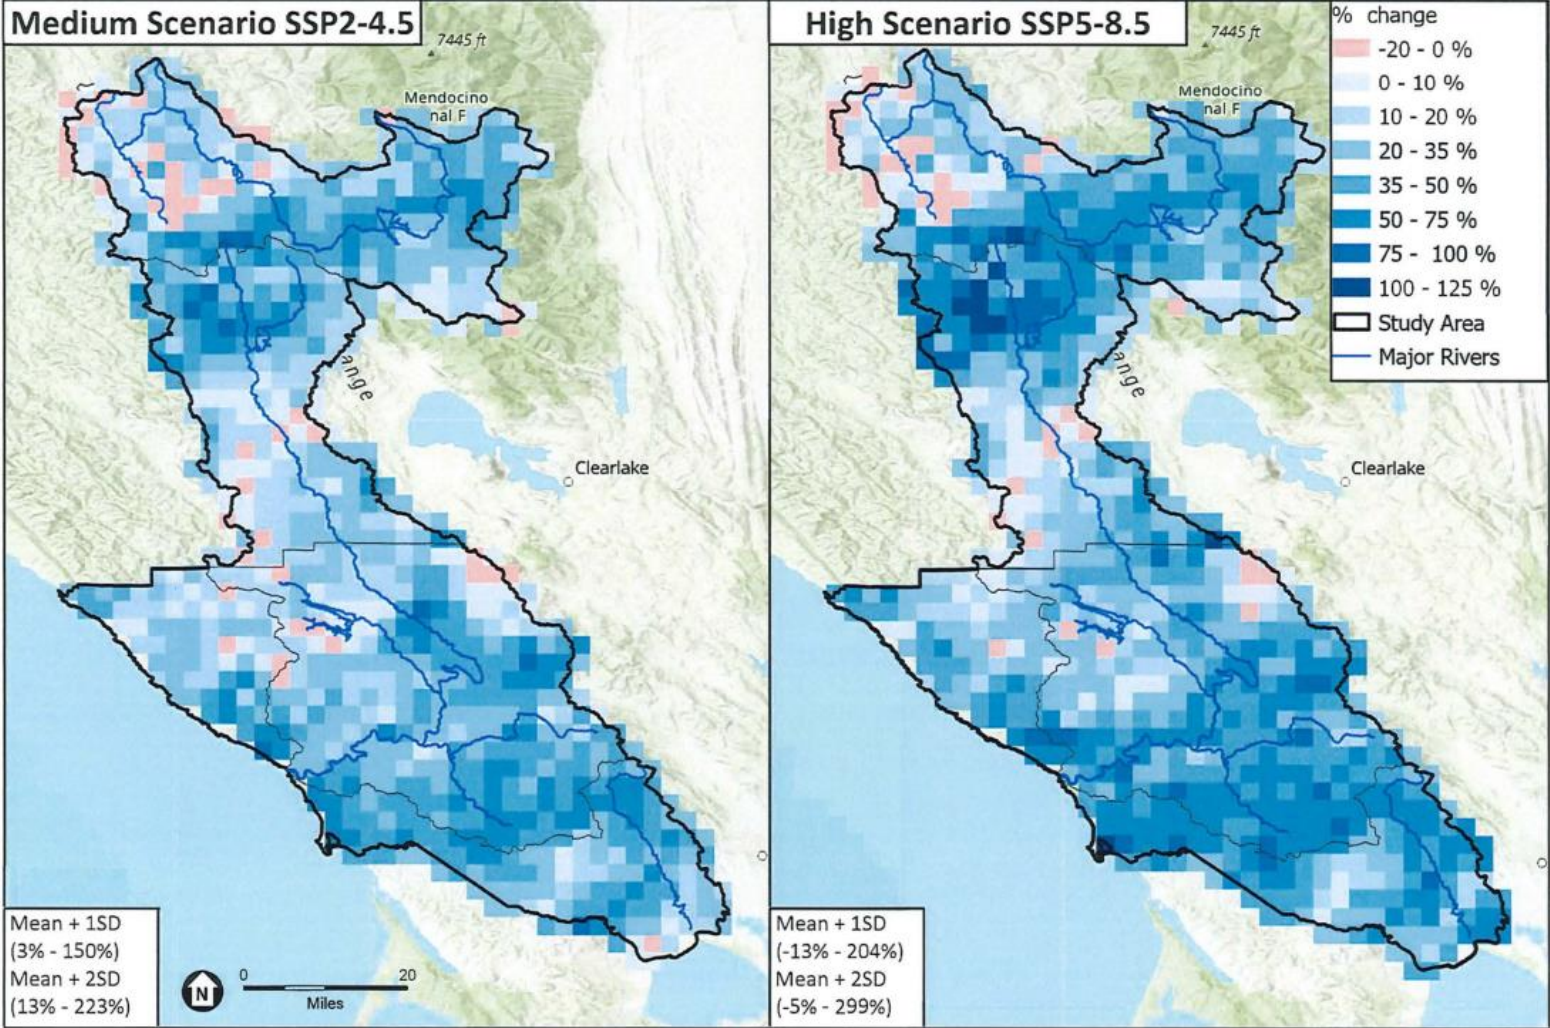 Medium Scenario SSP2-4.5
7445 ft
Mendocino
nal F
ange
Clearlake
Mean + 1SD
(3% - 150%)
Mean + 2SD
(13% - 223%)
N
0 20
Miles
High Scenario SSP5-8.5
7445 ft
Mendocino
nal F
ange
Clearlake
Mean + 1SD
(-13% - 204%)
Mean + 2SD
(-5% - 299%)
% change
-20 - 0 %
0 - 10 %
10 - 20 %
20 - 35 %
35 - 50 %
50 - 75 %
75 - 100 %
100 - 125 %
Study Area
Major Rivers